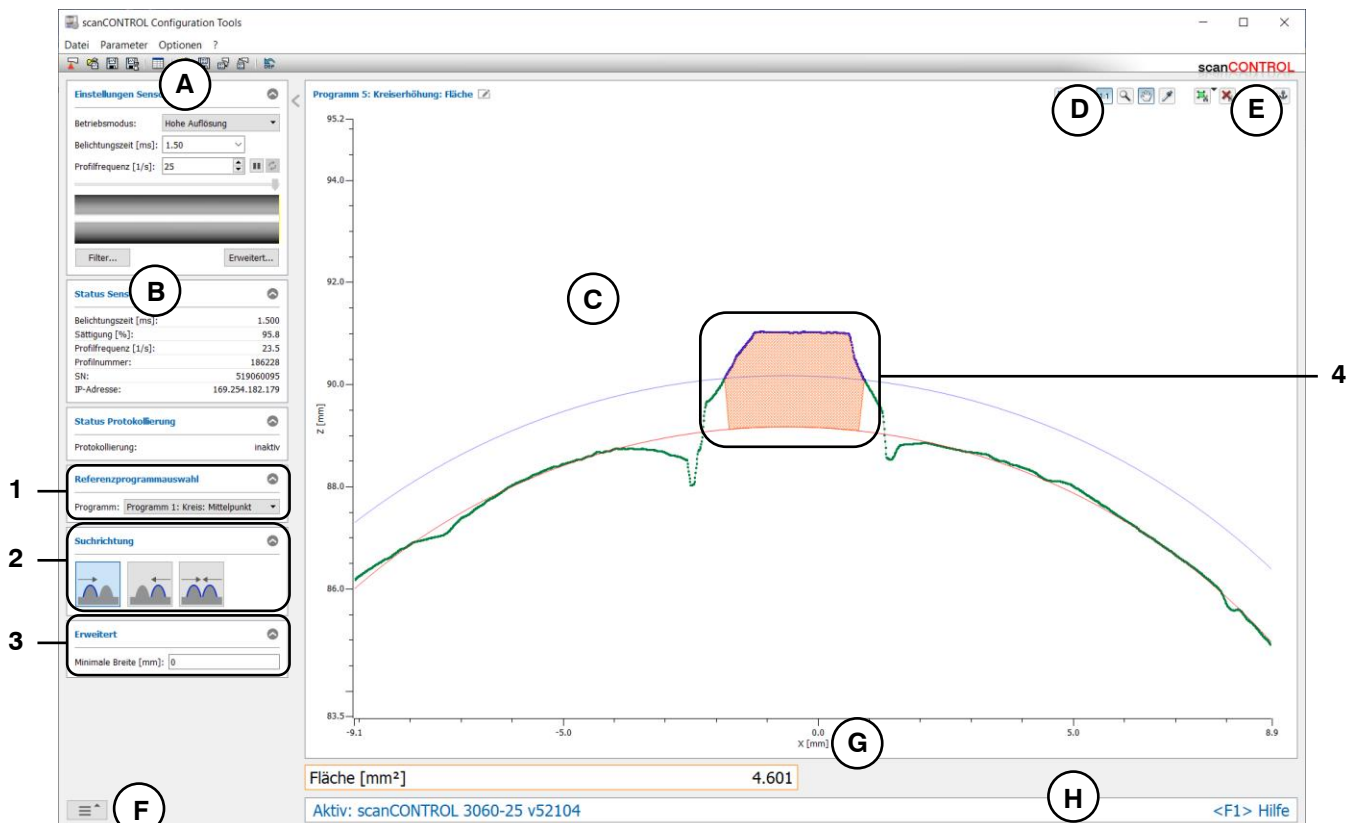 scanCONTROL Configuration Tools
Datei Parameter Optionen ?
scanCONTROL
A
Einstellungen Sens
Betriebsmodus: Hohe Auflösung
Belichtungszeit [ms]: 1.50
Profilfrequenz [1/s]: 25
Filter... Erweitert...
B
Status Sens
Belichtungszeit [ms]: 1.500
Sättigung [%]: 95.8
Profilfrequenz [1/s]: 23.5
Profilnummer: 186228
SN: 519060095
IP-Adresse: 169.254.182.179
Status Protokollierung
Protokollierung: inaktiv
1
Referenzprogrammauswahl
Programm: Programm 1: Kreis: Mittelpunkt
2
Suchrichtung
3
Erweitert
Minimale Breite [mm]: 0
F
Programm 5: Kreiserhöhung: Fläche
D
E
C
4
95.2
94.0
92.0
90.0
88.0
86.0
83.5
Z [mm]
-9.1
-5.0
0.0
5.0
8.9
X [mm]
G
Fläche [mm²] 4.601
H
Aktiv: scanCONTROL 3060-25 v52104 <F1> Hilfe